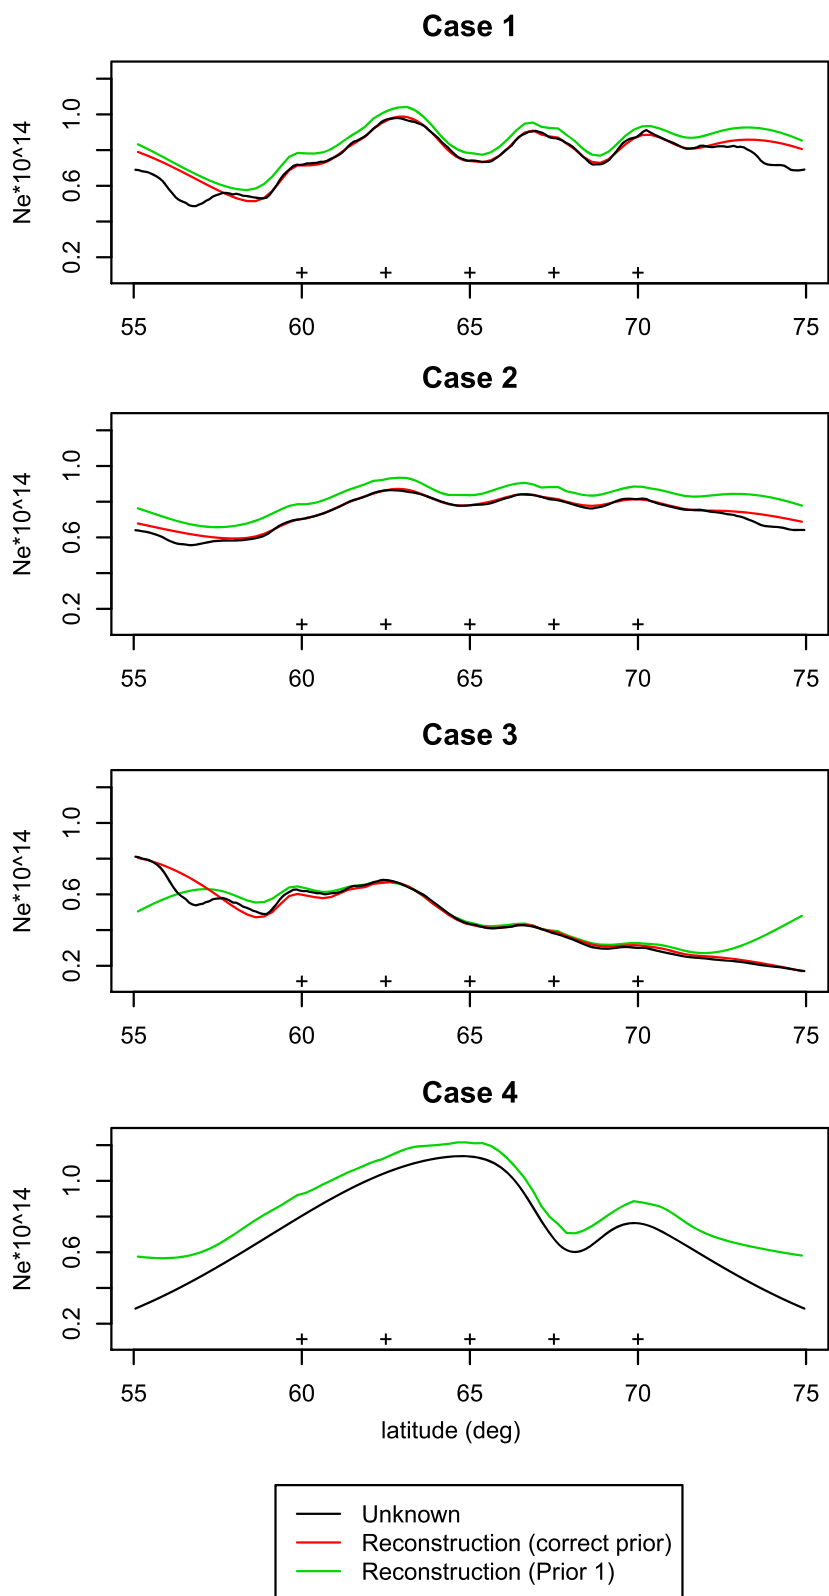 Case 1
Ne*10^14
0.2 0.6 1.0
+ + + + +
55 60 65 70 75
Case 2
Ne*10^14
0.2 0.6 1.0
+ + + + +
55 60 65 70 75
Case 3
Ne*10^14
0.2 0.6 1.0
+ + + + +
55 60 65 70 75
Case 4
Ne*10^14
0.2 0.6 1.0
+ + + + +
55 60 65 70 75
latitude (deg)
Unknown
Reconstruction (correct prior)
Reconstruction (Prior 1)